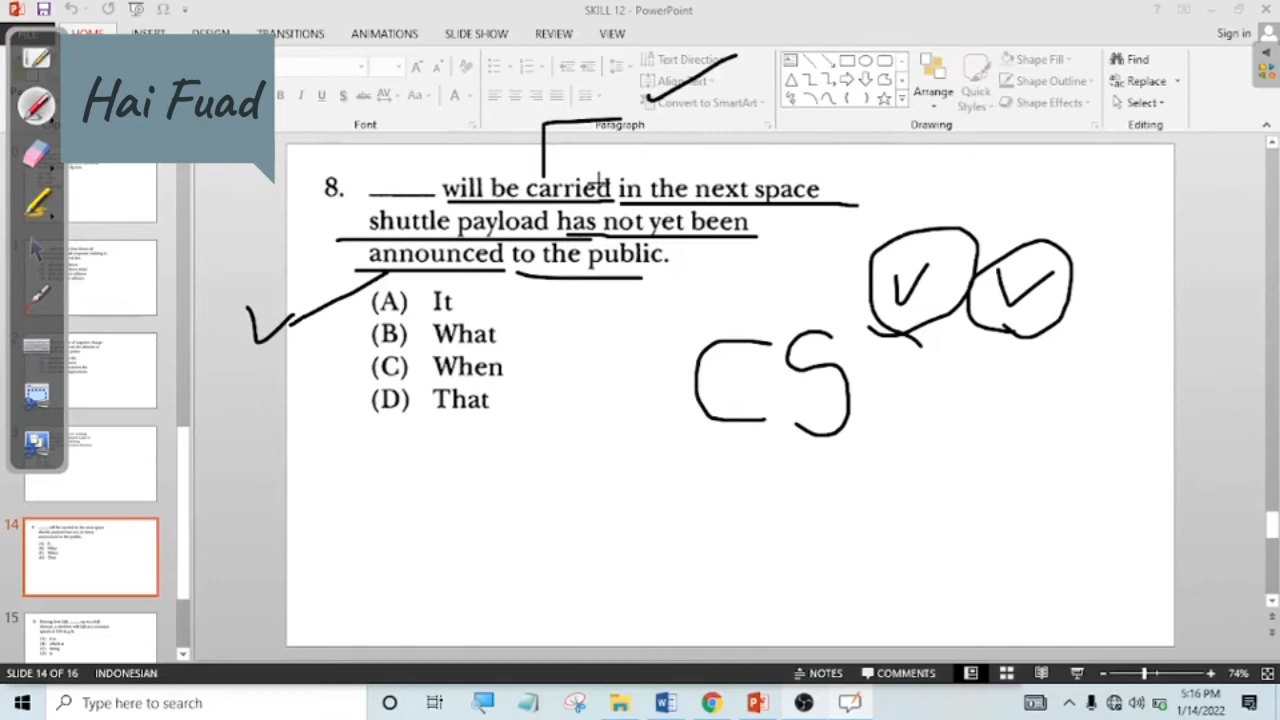 SKILL 12 - PowerPoint
Sign in
FILE HOME INSERT DESIGN TRANSITIONS ANIMATIONS SLIDE SHOW REVIEW VIEW
Hai Fuad
Text Direction
Align Text
Convert to SmartArt
Arrange
Quick Styles
Shape Fill
Shape Outline
Shape Effects
Find
Replace
Select
Font Paragraph Drawing Editing
8. _____ will be carried in the next space
shuttle payload has not yet been
announced to the public.
(A) It
(B) What
(C) When
(D) That
CS
14
15
SLIDE 14 OF 16 INDONESIAN NOTES COMMENTS 74%
Type here to search
5:16 PM
1/14/2022